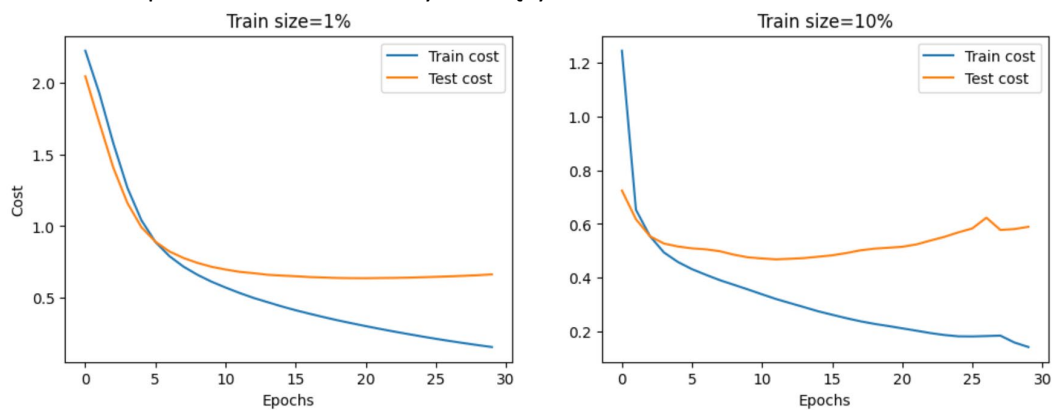 Train size=1%
Train cost
Test cost
2.0
1.5
1.0
0.5
Cost
0 5 10 15 20 25 30
Epochs
Train size=10%
Train cost
Test cost
1.2
1.0
0.8
0.6
0.4
0.2
0 5 10 15 20 25 30
Epochs